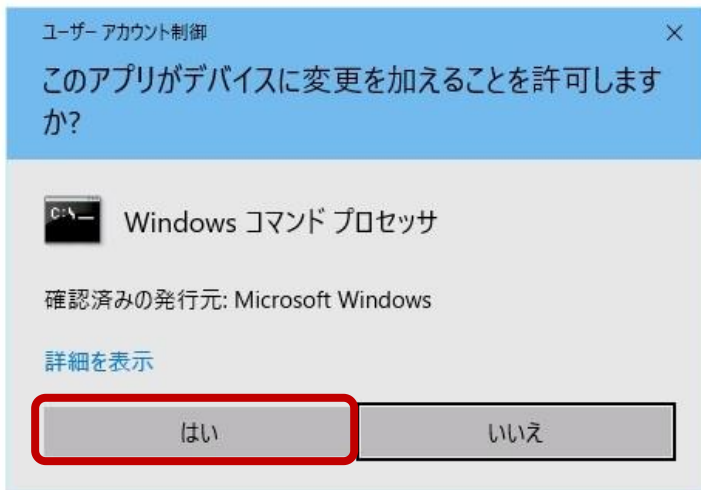 ユーザー アカウント制御
このアプリがデバイスに変更を加えることを許可します
か?
C:\
Windows コマンド プロセッサ
確認済みの発行元: Microsoft Windows
詳細を表示
はい
いいえ